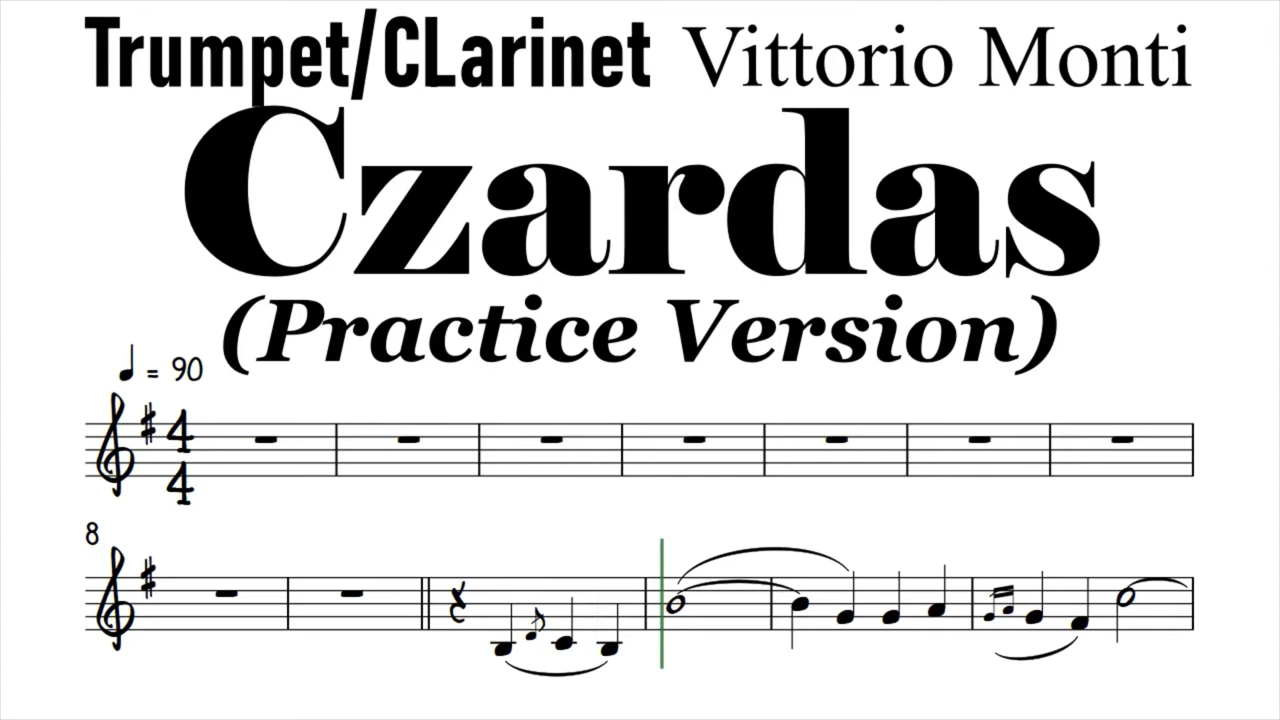 Trumpet/CLarinet Vittorio Monti
Czardas
(Practice Version)
= 90
4
4
8